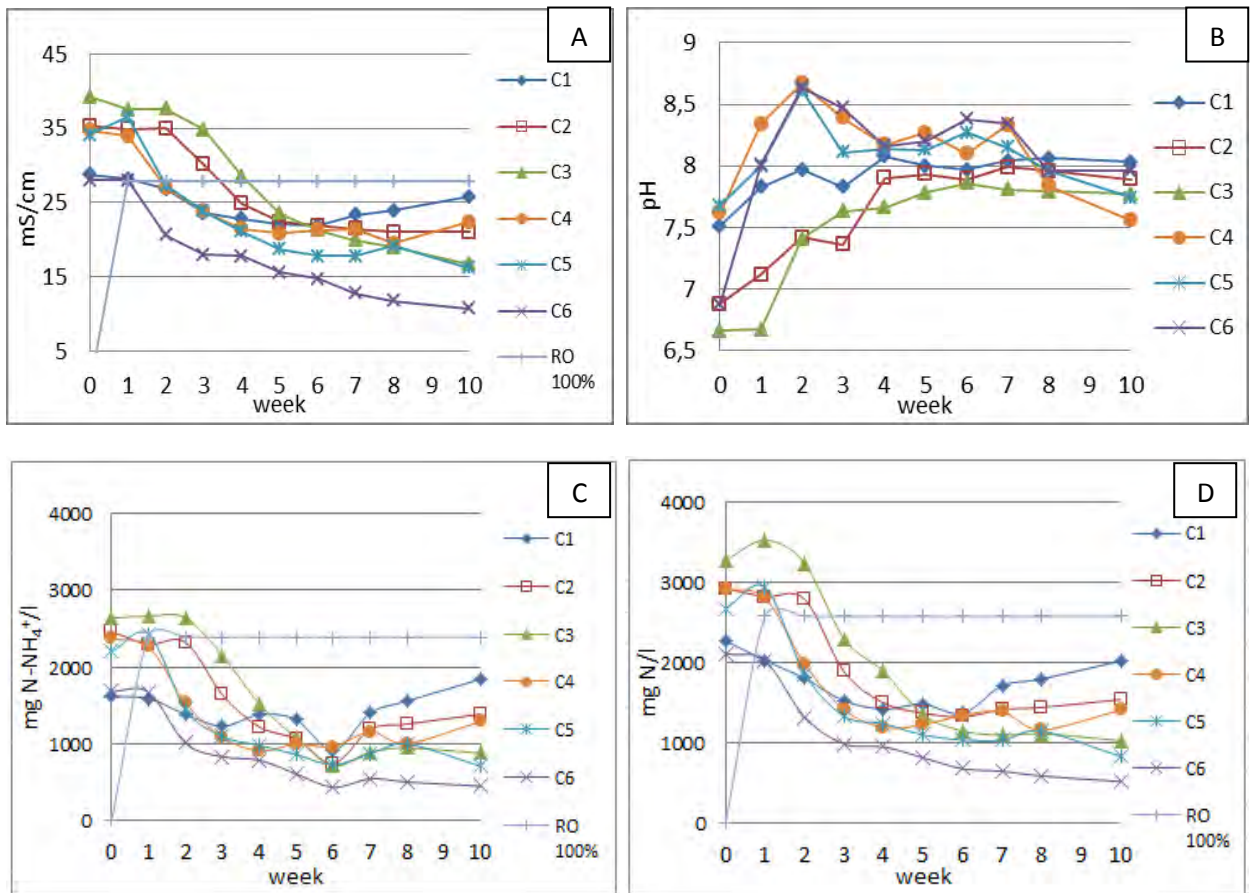 A
mS/cm
45
35
25
15
5
0 1 2 3 4 5 6 7 8 9 10
week
C1
C2
C3
C4
C5
C6
RO
100%
B
pH
9
8,5
8
7,5
7
6,5
0 1 2 3 4 5 6 7 8 9 10
week
C1
C2
C3
C4
C5
C6
C
mg N-NH₄⁺/l
4000
3000
2000
1000
0
0 1 2 3 4 5 6 7 8 9 10
week
C1
C2
C3
C4
C5
C6
RO
100%
D
mg N/l
4000
3000
2000
1000
0
0 1 2 3 4 5 6 7 8 9 10
week
C1
C2
C3
C4
C5
C6
RO
100%